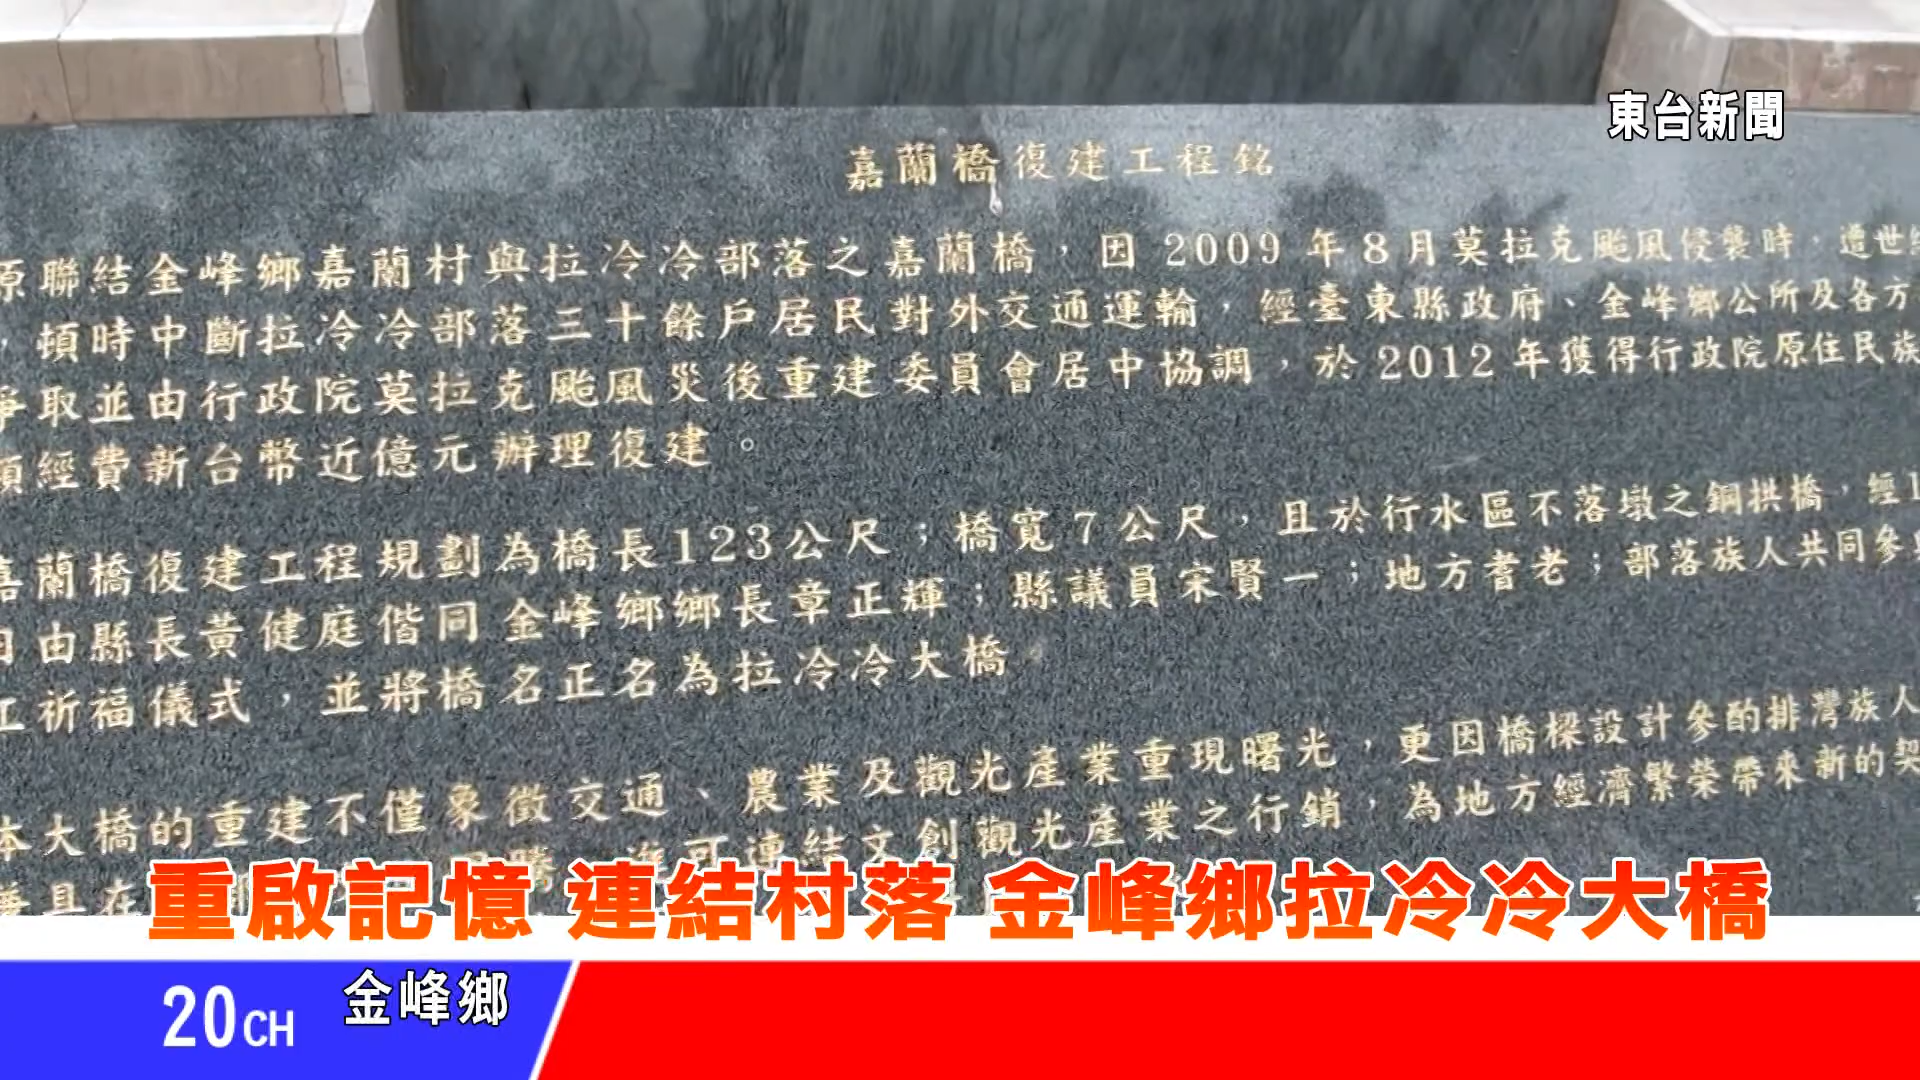 東台新聞
嘉蘭橋復建工程銘
原聯結金峰鄉嘉蘭村與拉冷冷部落之嘉蘭橋，因 2009 年 8 月莫拉克颱風侵襲時，遭世紀
，頓時中斷拉冷冷部落三十餘戶居民對外交通運輸，經臺東縣政府、金峰鄉公所及各方
爭取並由行政院莫拉克颱風災後重建委員會居中協調，於 2012 年獲得行政院原住民族
經費新台幣近億元辦理復建。
嘉蘭橋復建工程規劃為橋長123公尺；橋寬7公尺，且於行水區不落墩之鋼拱橋，經
日由縣長黃健庭偕同金峰鄉鄉長章正輝；縣議員宋賢一；地方耆老；部落族人共同參與
工祈福儀式，並將橋名正名為拉冷冷大橋。
本大橋的重建不僅象徵交通、農業及觀光產業重現曙光，更因橋樑設計參酌排灣族人
兼具在 連結文創觀光產業之行銷，為地方經濟繁榮帶來新的契
重啟記憶 連結村落 金峰鄉拉冷冷大橋
20CH 金峰鄉